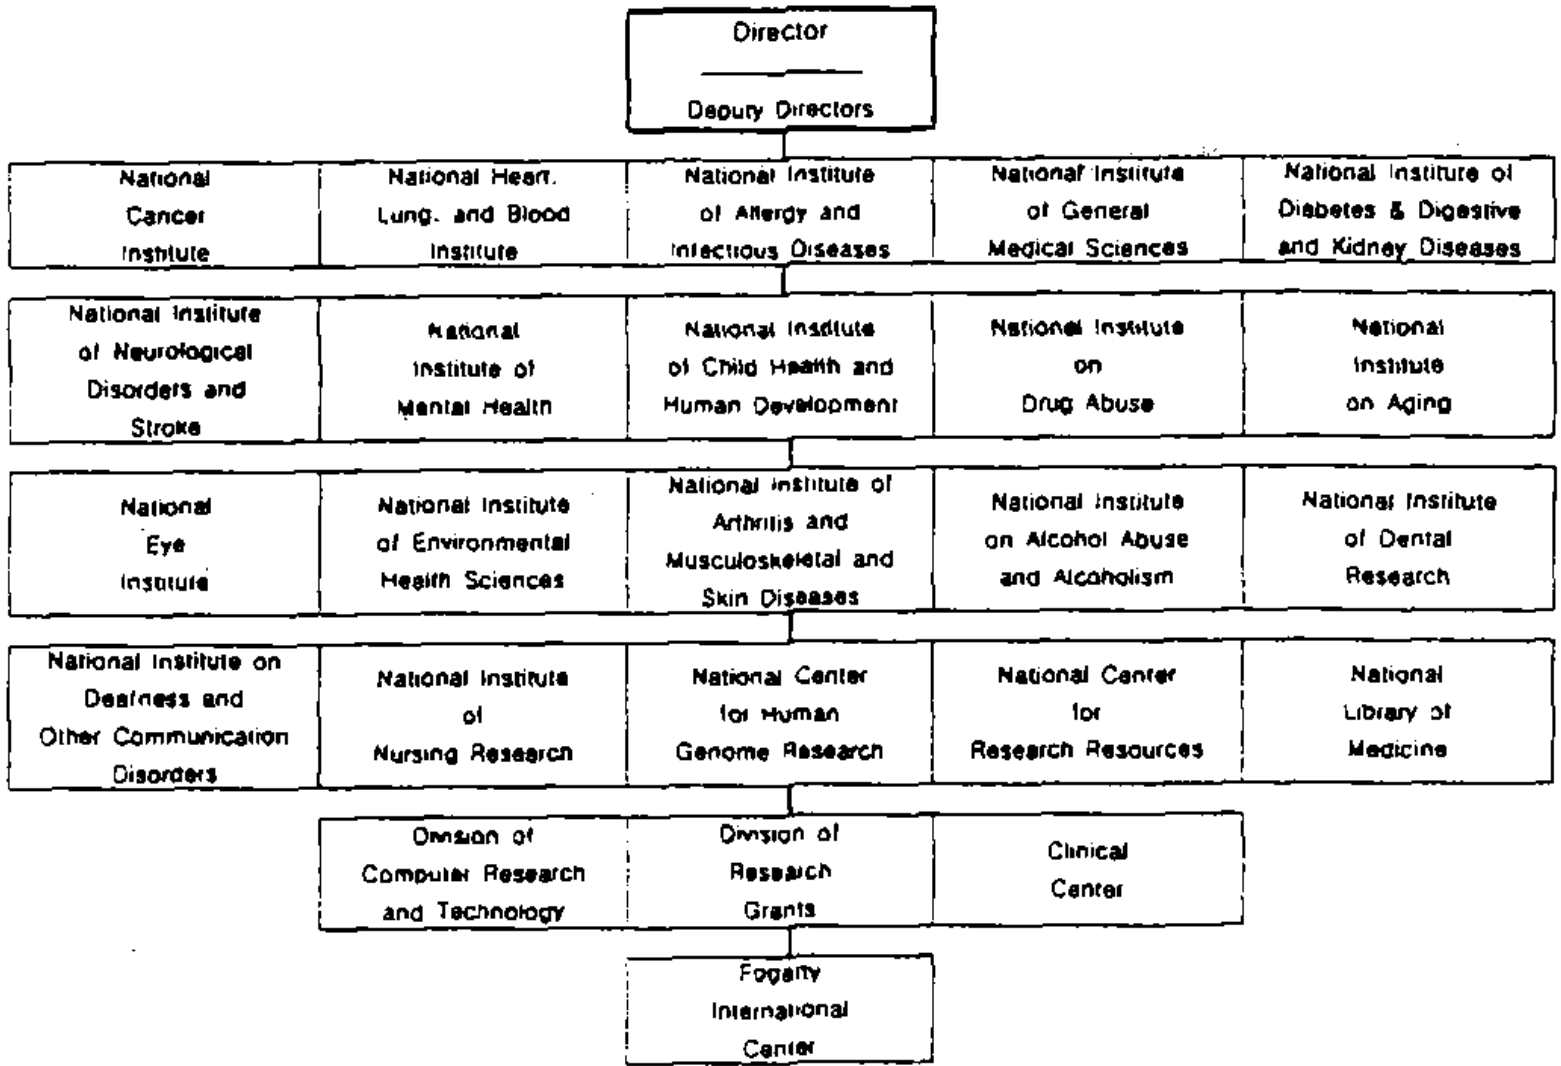 Director
Deputy Directors
National
Cancer
Institute
National Heart.
Lung. and Blood
Institute
National Institute
of Allergy and
Infectious Diseases
National Institute
of General
Medical Sciences
National Institute of
Diabetes & Digestive
and Kidney Diseases
National Institute
of Neurological
Disorders and
Stroke
National
Institute of
Mental Health
National Institute
of Child Health and
Human Development
National Institute
on
Drug Abuse
National
Institute
on Aging
National
Eye
Institute
National Institute
of Environmental
Health Sciences
National Institute of
Arthritis and
Musculoskeletal and
Skin Diseases
National Institute
on Alcohol Abuse
and Alcoholism
National Institute
of Dental
Research
National Institute on
Deafness and
Other Communication
Disorders
National Institute
of
Nursing Research
National Center
for Human
Genome Research
National Center
for
Research Resources
National
Library of
Medicine
Division of
Computer Research
and Technology
Division of
Research
Grants
Clinical
Center
Fogarty
International
Center